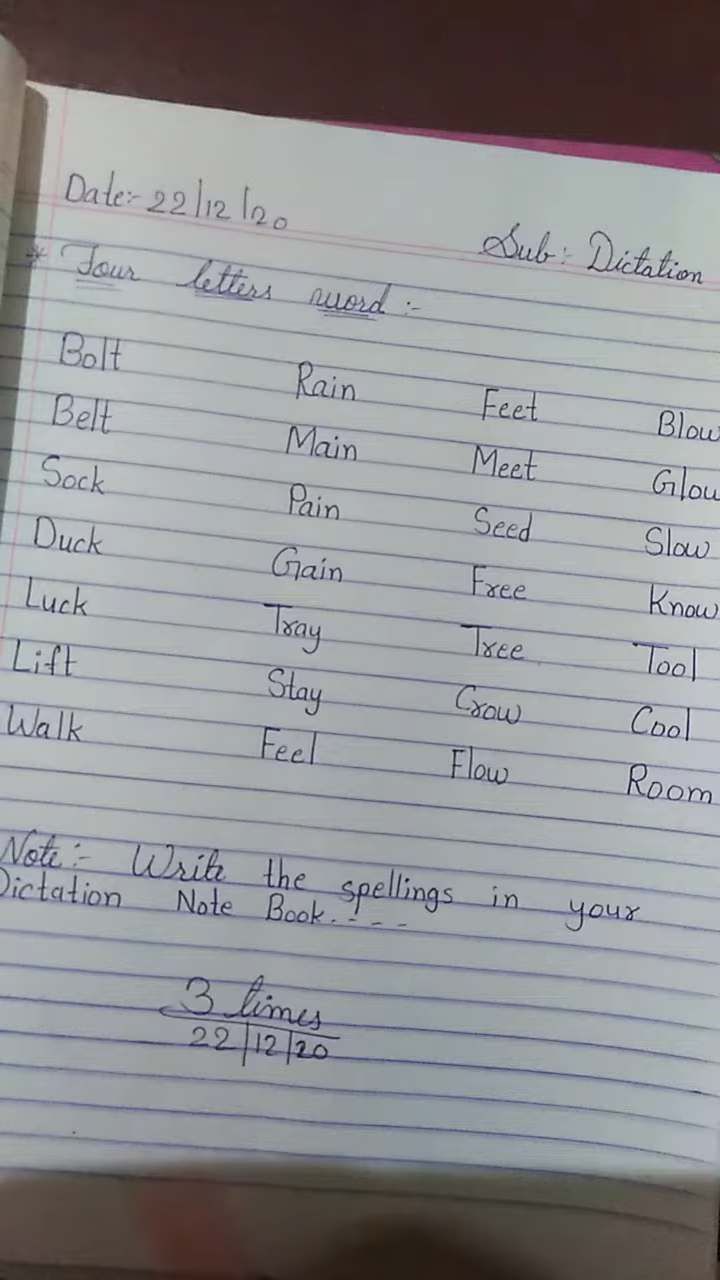 Date:- 22/12/20
Sub:- Dictation
* Four letters word :-
Bolt Rain Feet Blow
Belt Main Meet Glow
Sock Pain Seed Slow
Duck Gain Free Know
Luck Tray Tree Tool
Lift Stay Crow Cool
Walk Feel Flow Room
Note:- Write the spellings in your
Dictation Note Book.----
3 times
22/12/20